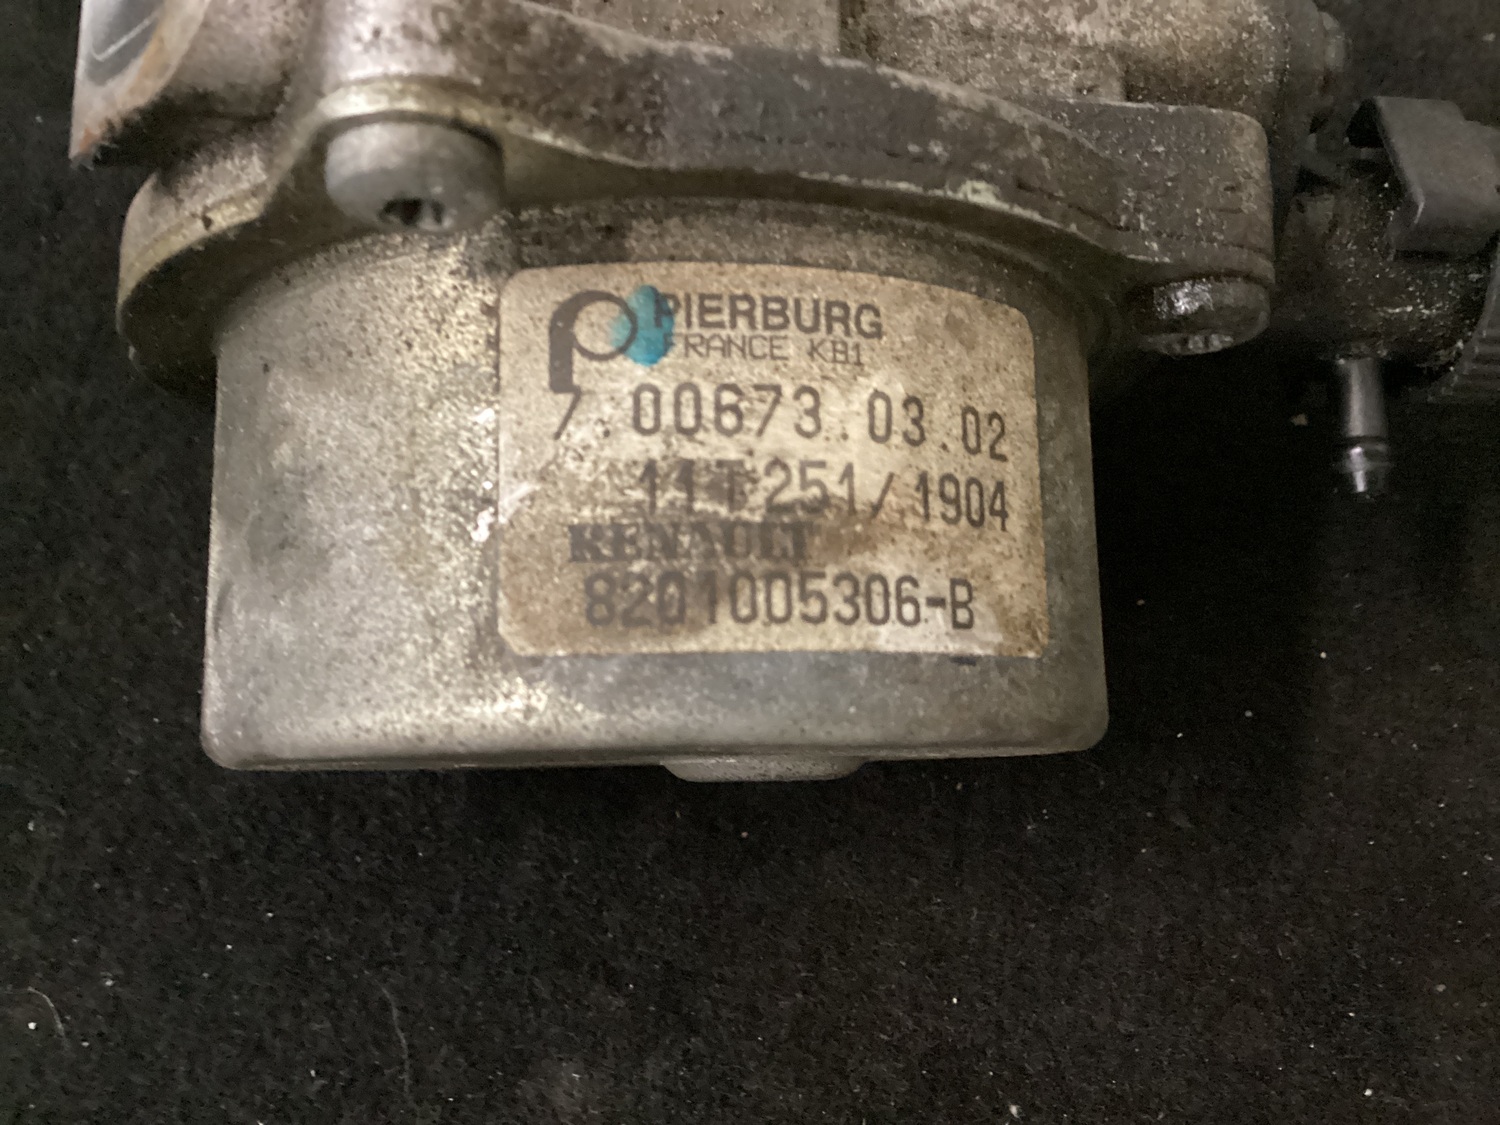 PIERBURG
FRANCE KB1
7.00673.03.02
11T251/1904
RENAULT
8201005306-B